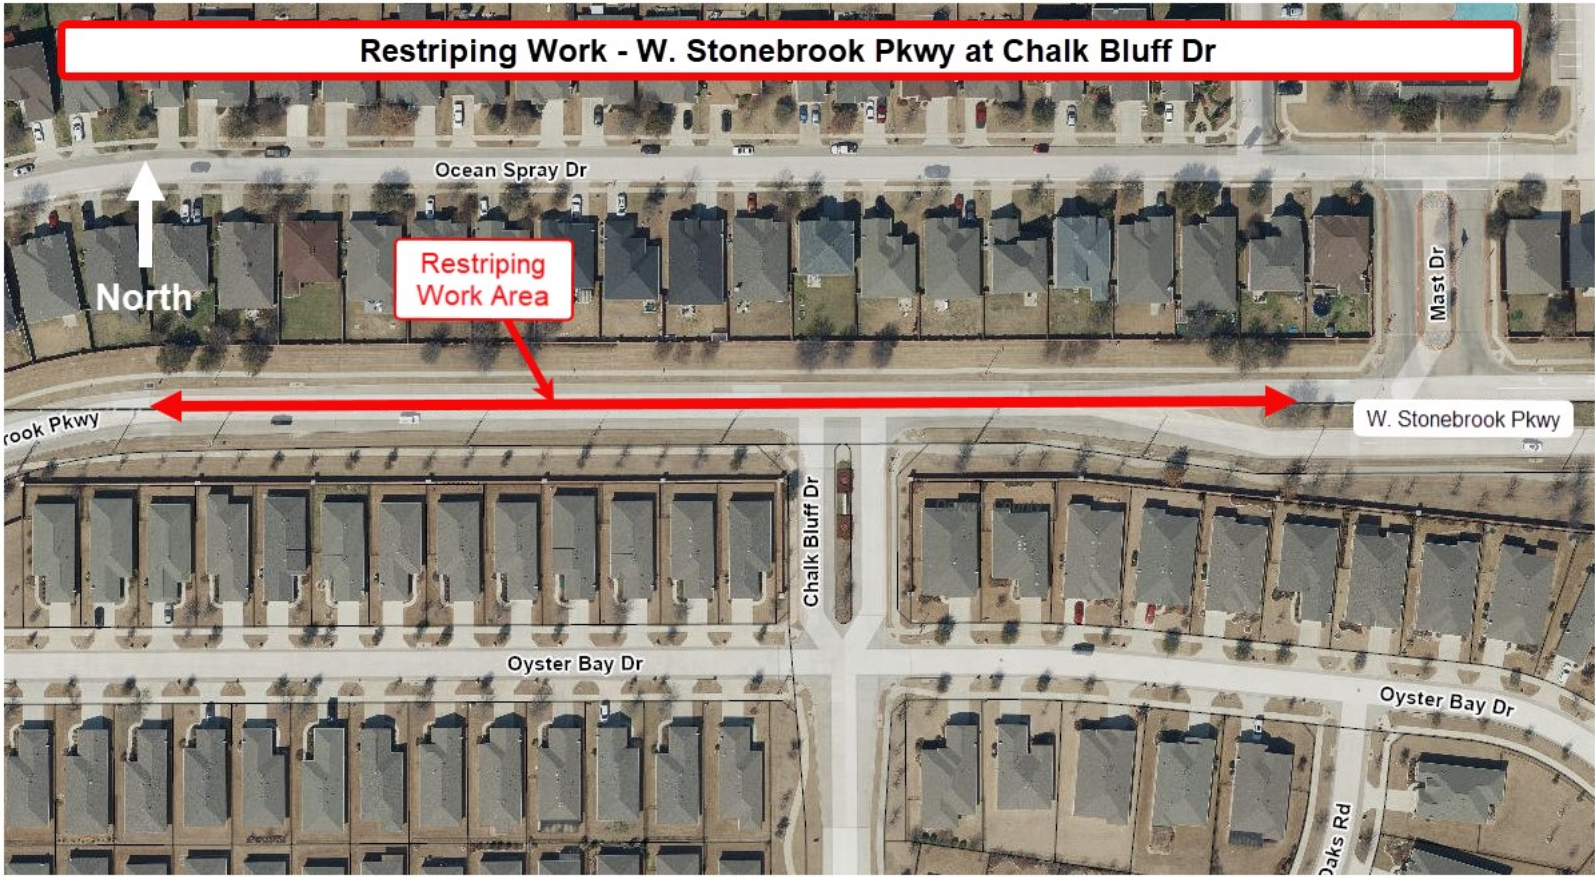 Restriping Work - W. Stonebrook Pkwy at Chalk Bluff Dr
Ocean Spray Dr
North
Restriping
Work Area
Mast Dr
rook Pkwy
W. Stonebrook Pkwy
Chalk Bluff Dr
Oyster Bay Dr
Oyster Bay Dr
Oaks Rd